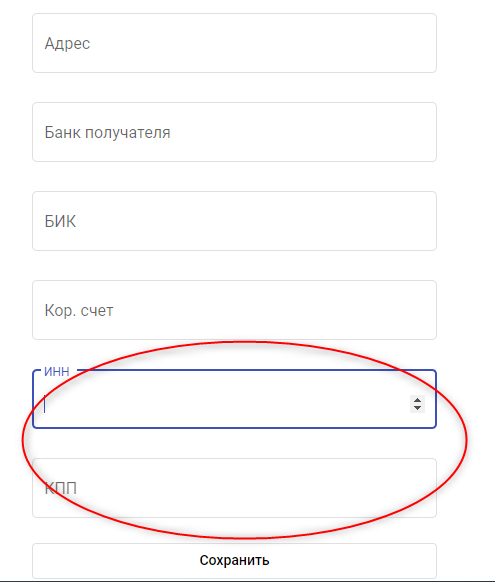 Адрес
Банк получателя
БИК
Кор. счет
ИНН
КПП
Сохранить